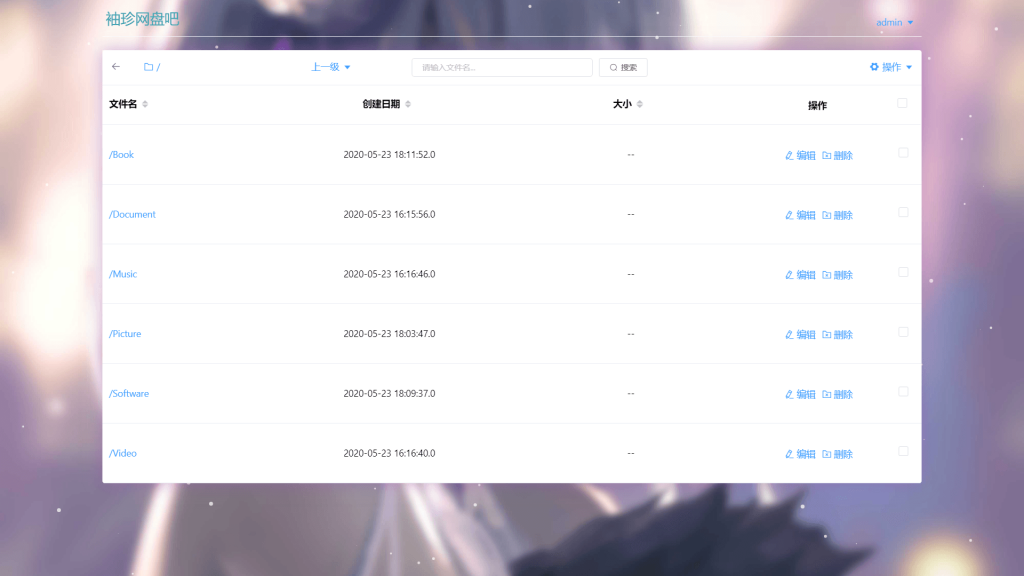 袖珍网盘吧
admin
/
上一级
请输入文件名...
搜索
操作
文件名 创建日期 大小 操作
/Book 2020-05-23 18:11:52.0 -- 编辑 删除
/Document 2020-05-23 16:15:56.0 -- 编辑 删除
/Music 2020-05-23 16:16:46.0 -- 编辑 删除
/Picture 2020-05-23 18:03:47.0 -- 编辑 删除
/Software 2020-05-23 18:09:37.0 -- 编辑 删除
/Video 2020-05-23 16:16:40.0 -- 编辑 删除